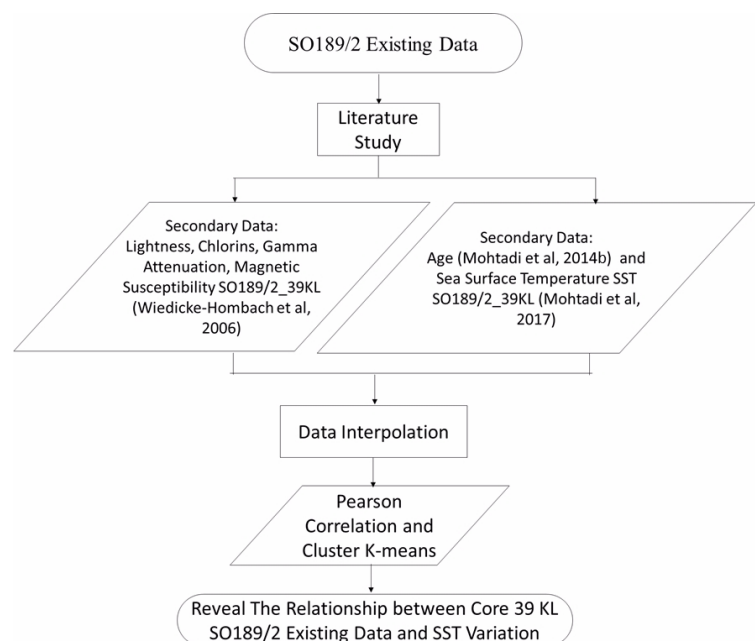 SO189/2 Existing Data
Literature
Study
Secondary Data:
Lightness, Chlorins, Gamma
Attenuation, Magnetic
Susceptibility SO189/2_39KL
(Wiedicke-Hombach et al,
2006)
Secondary Data:
Age (Mohtadi et al, 2014b) and
Sea Surface Temperature SST
SO189/2_39KL (Mohtadi et al,
2017)
Data Interpolation
Pearson
Correlation and
Cluster K-means
Reveal The Relationship between Core 39 KL
SO189/2 Existing Data and SST Variation